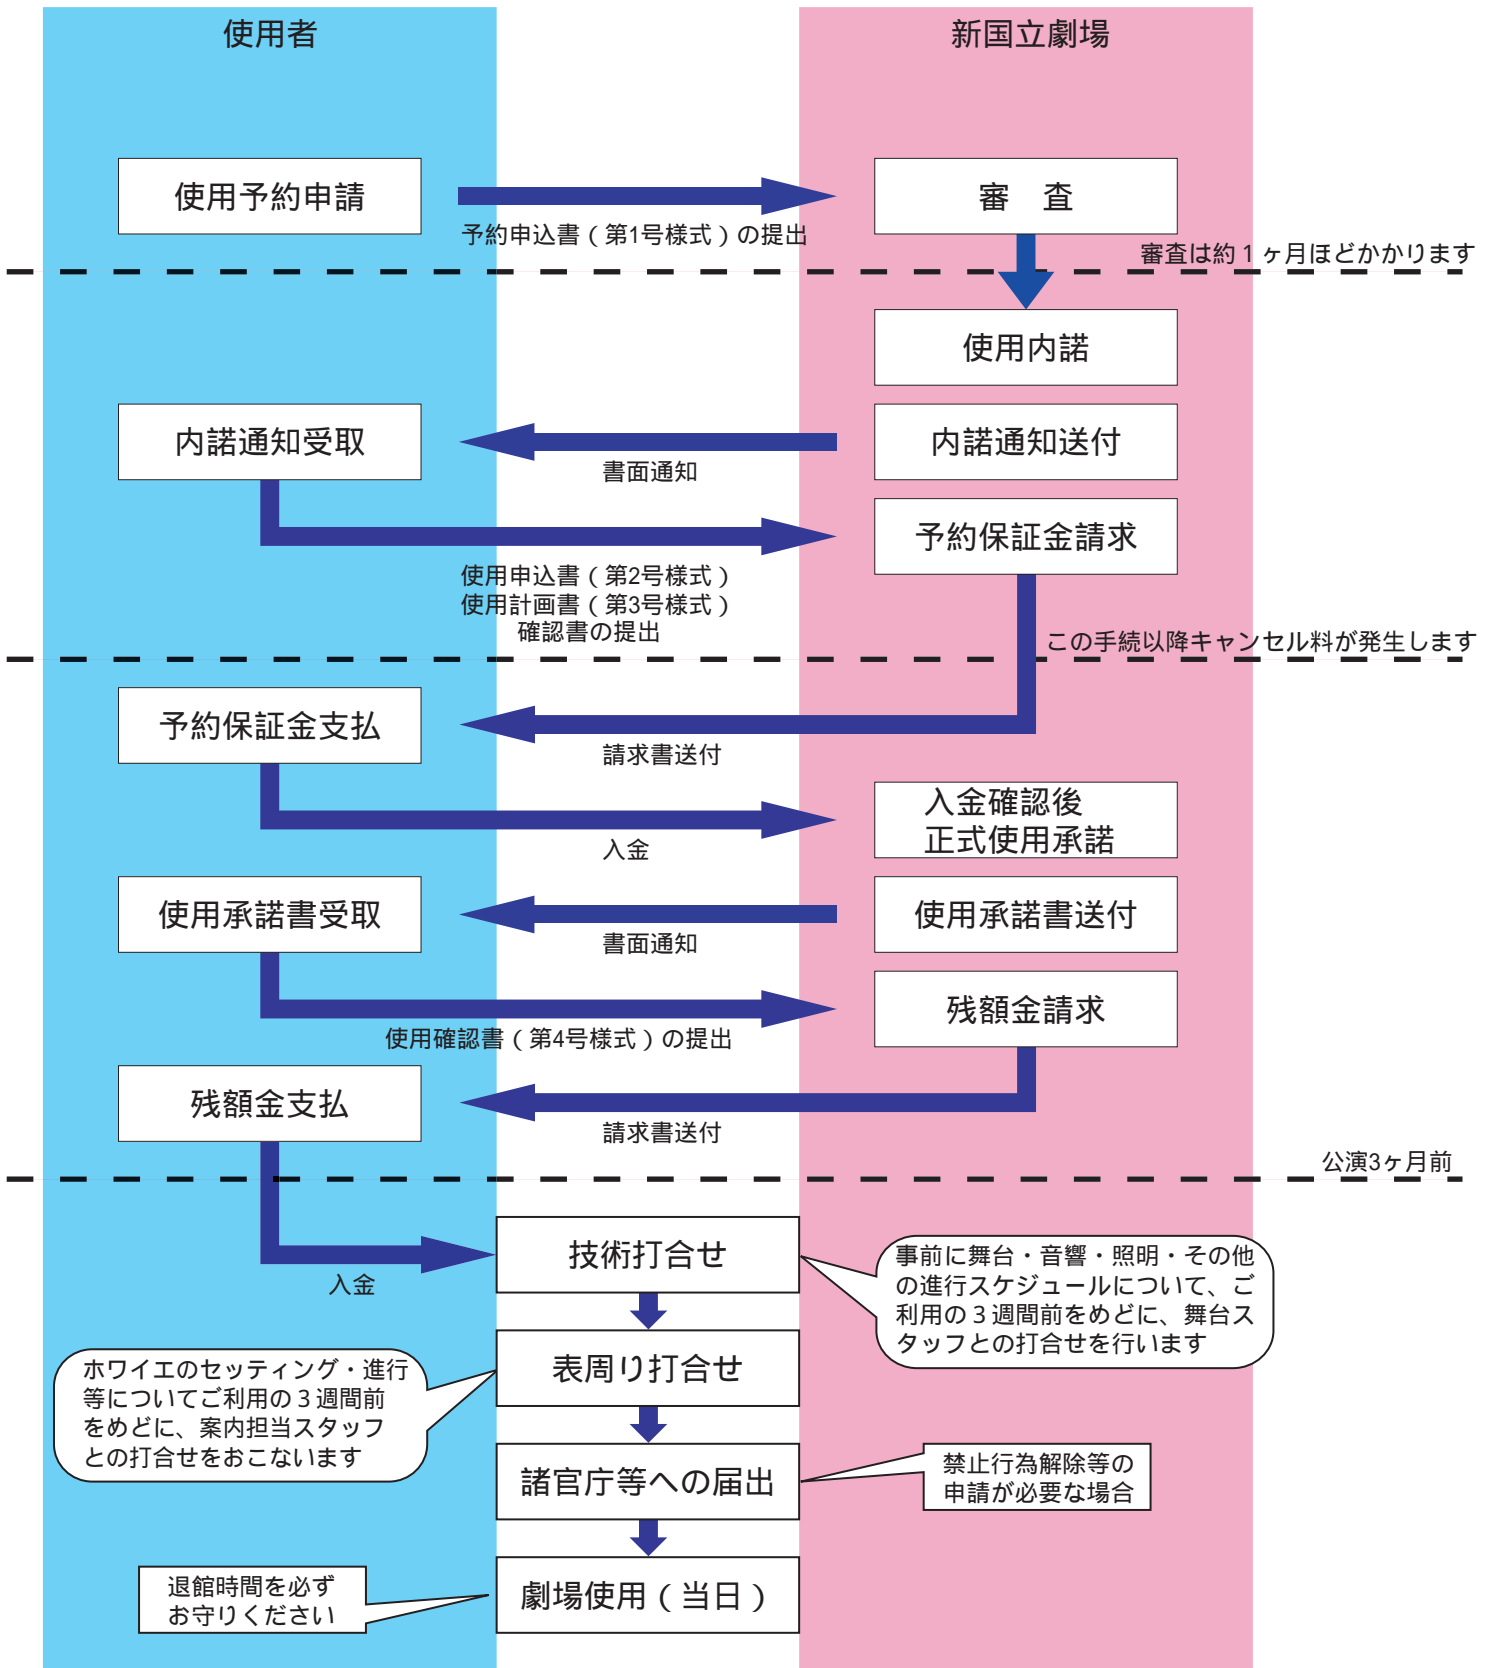 使用者
新国立劇場
使用予約申請
審　査
予約申込書（第1号様式）の提出
審査は約１ヶ月ほどかかります
使用内諾
内諾通知受取
内諾通知送付
書面通知
予約保証金請求
使用申込書（第2号様式）
使用計画書（第3号様式）
確認書の提出
この手続以降キャンセル料が発生します
予約保証金支払
請求書送付
入金確認後
正式使用承諾
入金
使用承諾書受取
使用承諾書送付
書面通知
残額金請求
使用確認書（第4号様式）の提出
残額金支払
請求書送付
公演3ヶ月前
技術打合せ
事前に舞台・音響・照明・その他
の進行スケジュールについて、ご
利用の３週間前をめどに、舞台ス
タッフとの打合せを行います
入金
表周り打合せ
ホワイエのセッティング・進行
等についてご利用の３週間前
をめどに、案内担当スタッフ
との打合せをおこないます
諸官庁等への届出
禁止行為解除等の
申請が必要な場合
劇場使用（当日）
退館時間を必ず
お守りください